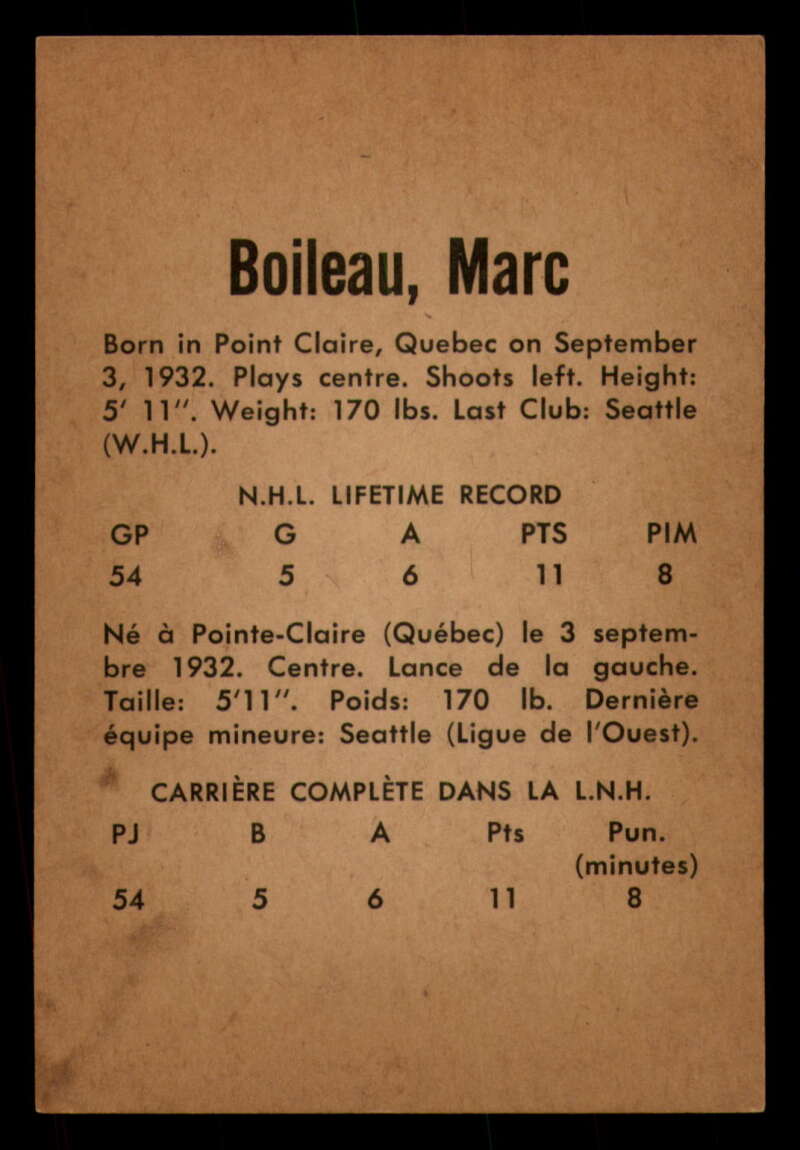 Boileau, Marc
Born in Point Claire, Quebec on September
3, 1932. Plays centre. Shoots left. Height:
5' 11". Weight: 170 lbs. Last Club: Seattle
(W.H.L.).
N.H.L. LIFETIME RECORD
GP G A PTS PIM
54 5 6 11 8
Né à Pointe-Claire (Québec) le 3 septem-
bre 1932. Centre. Lance de la gauche.
Taille: 5'11". Poids: 170 lb. Dernière
équipe mineure: Seattle (Ligue de l'Ouest).
CARRIÈRE COMPLÈTE DANS LA L.N.H.
PJ B A Pts Pun.
(minutes)
54 5 6 11 8